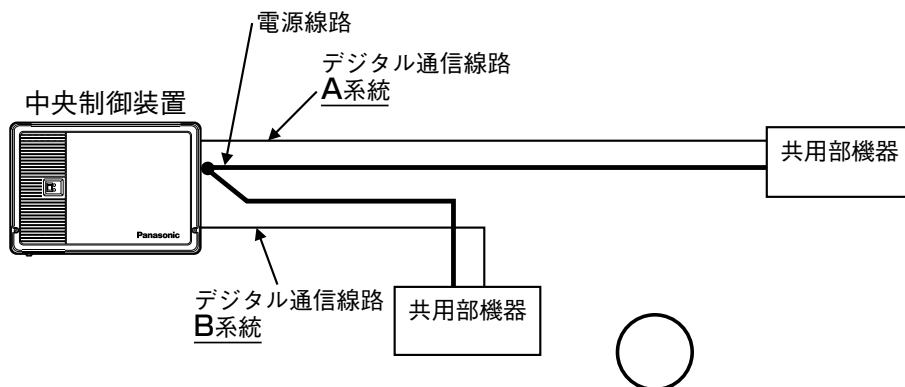 電源線路
デジタル通信線路
A系統
中央制御装置
共用部機器
Panasonic
デジタル通信線路
B系統
共用部機器